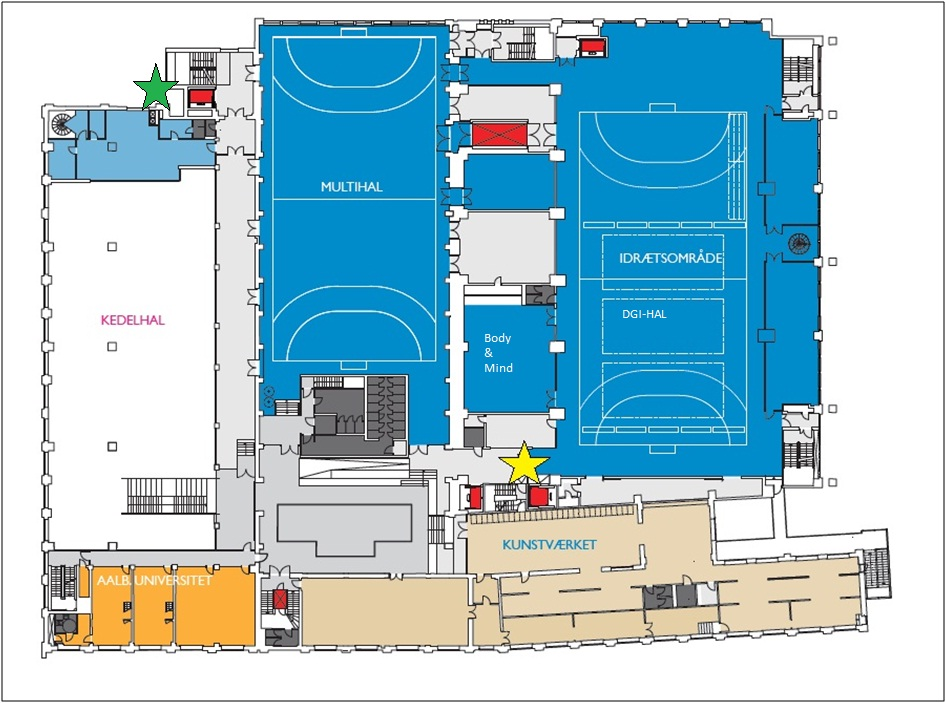 MULTIHAL
IDRÆTSOMRÅDE
DGI-HAL
KEDELHAL
Body
&
Mind
KUNSTVÆRKET
AALB. UNIVERSITET